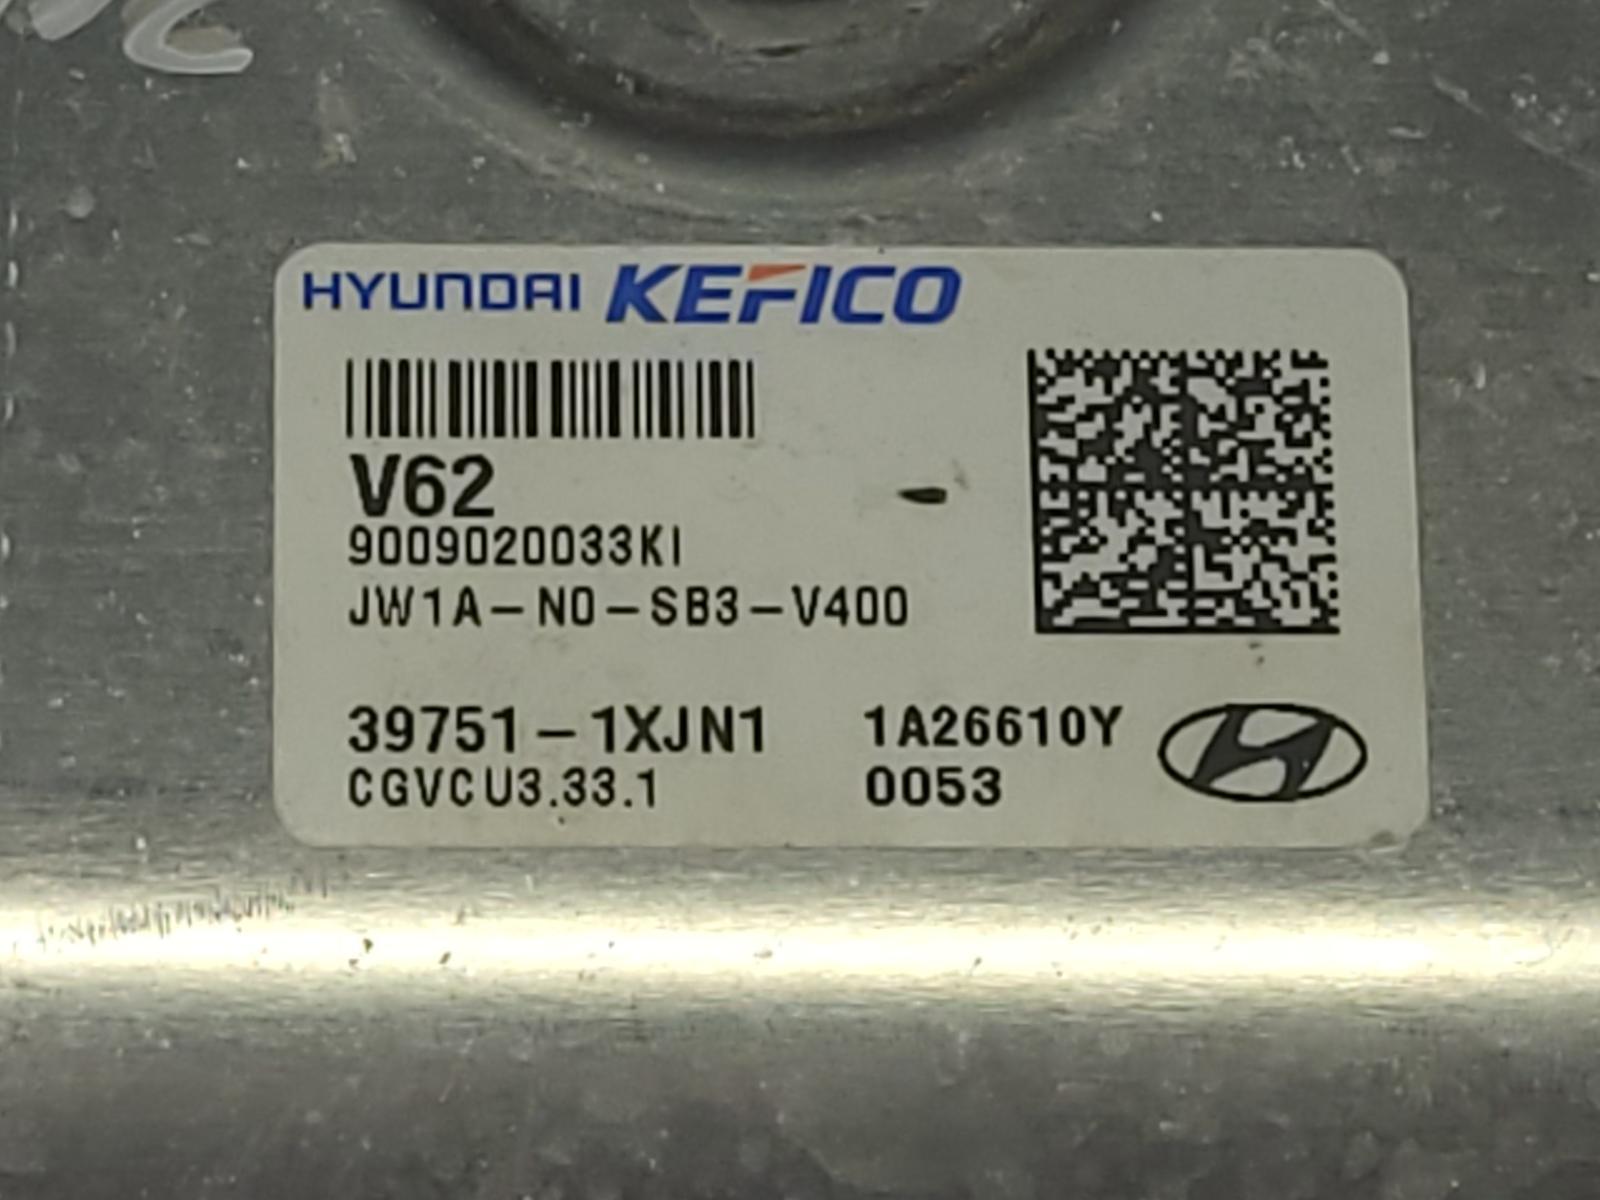 HYUNDAI KEFICO
V62
9009020033KI
JW1A-N0-SB3-V400
39751-1XJN1
CGVCU3.33.1
1A26610Y
0053